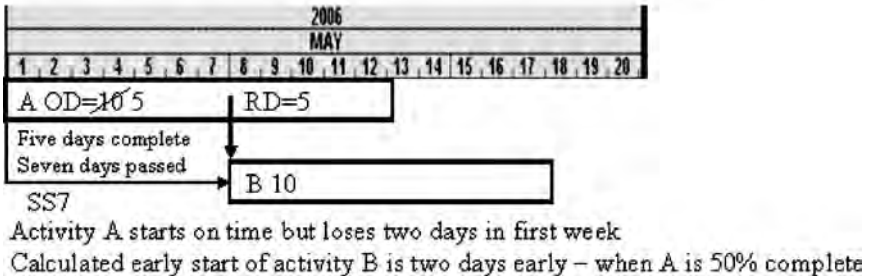 2006
MAY
1 2 3 4 5 6 7 8 9 10 11 12 13 14 15 16 17 18 19 20
A OD=10 5 RD=5
Five days complete
Seven days passed
B 10
SS7
Activity A starts on time but loses two days in first week
Calculated early start of activity B is two days early – when A is 50% complete